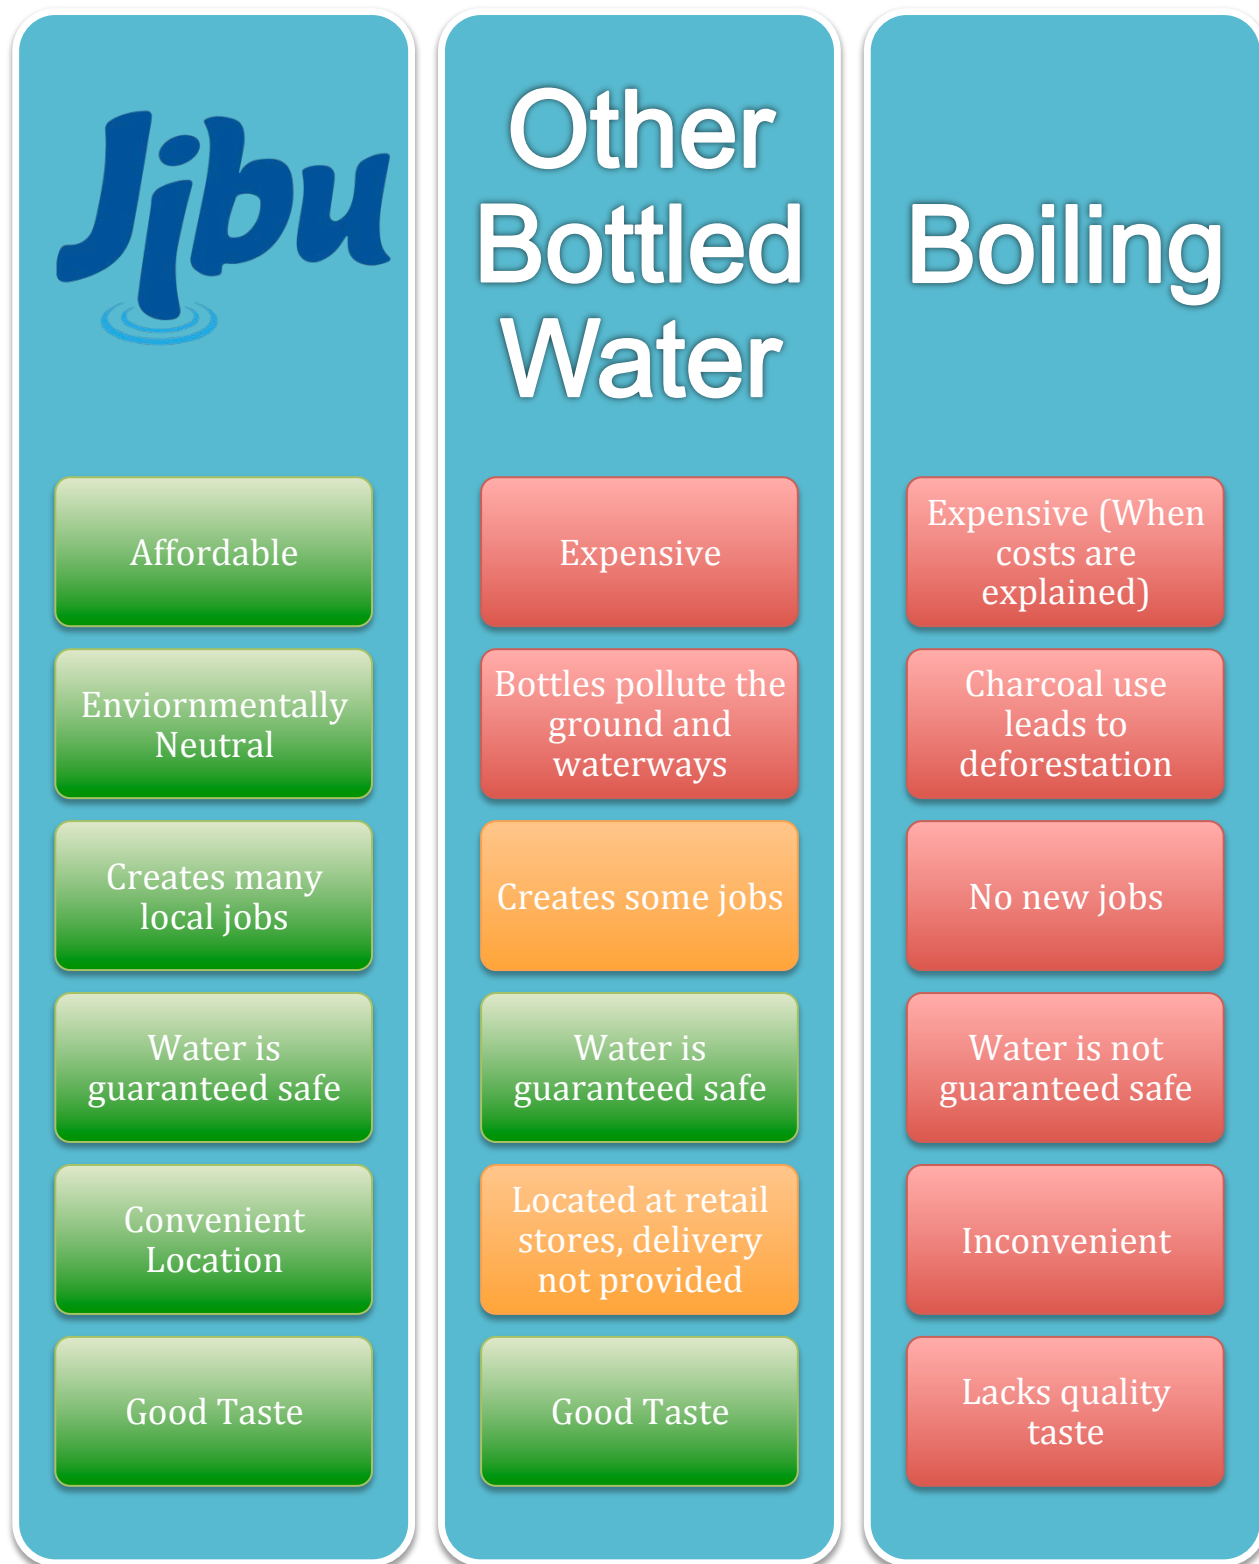 Jibu
Affordable
Enviornmentally
Neutral
Creates many
local jobs
Water is
guaranteed safe
Convenient
Location
Good Taste
Other
Bottled
Water
Expensive
Bottles pollute the
ground and
waterways
Creates some jobs
Water is
guaranteed safe
Located at retail
stores, delivery
not provided
Good Taste
Boiling
Expensive (When
costs are
explained)
Charcoal use
leads to
deforestation
No new jobs
Water is not
guaranteed safe
Inconvenient
Lacks quality
taste